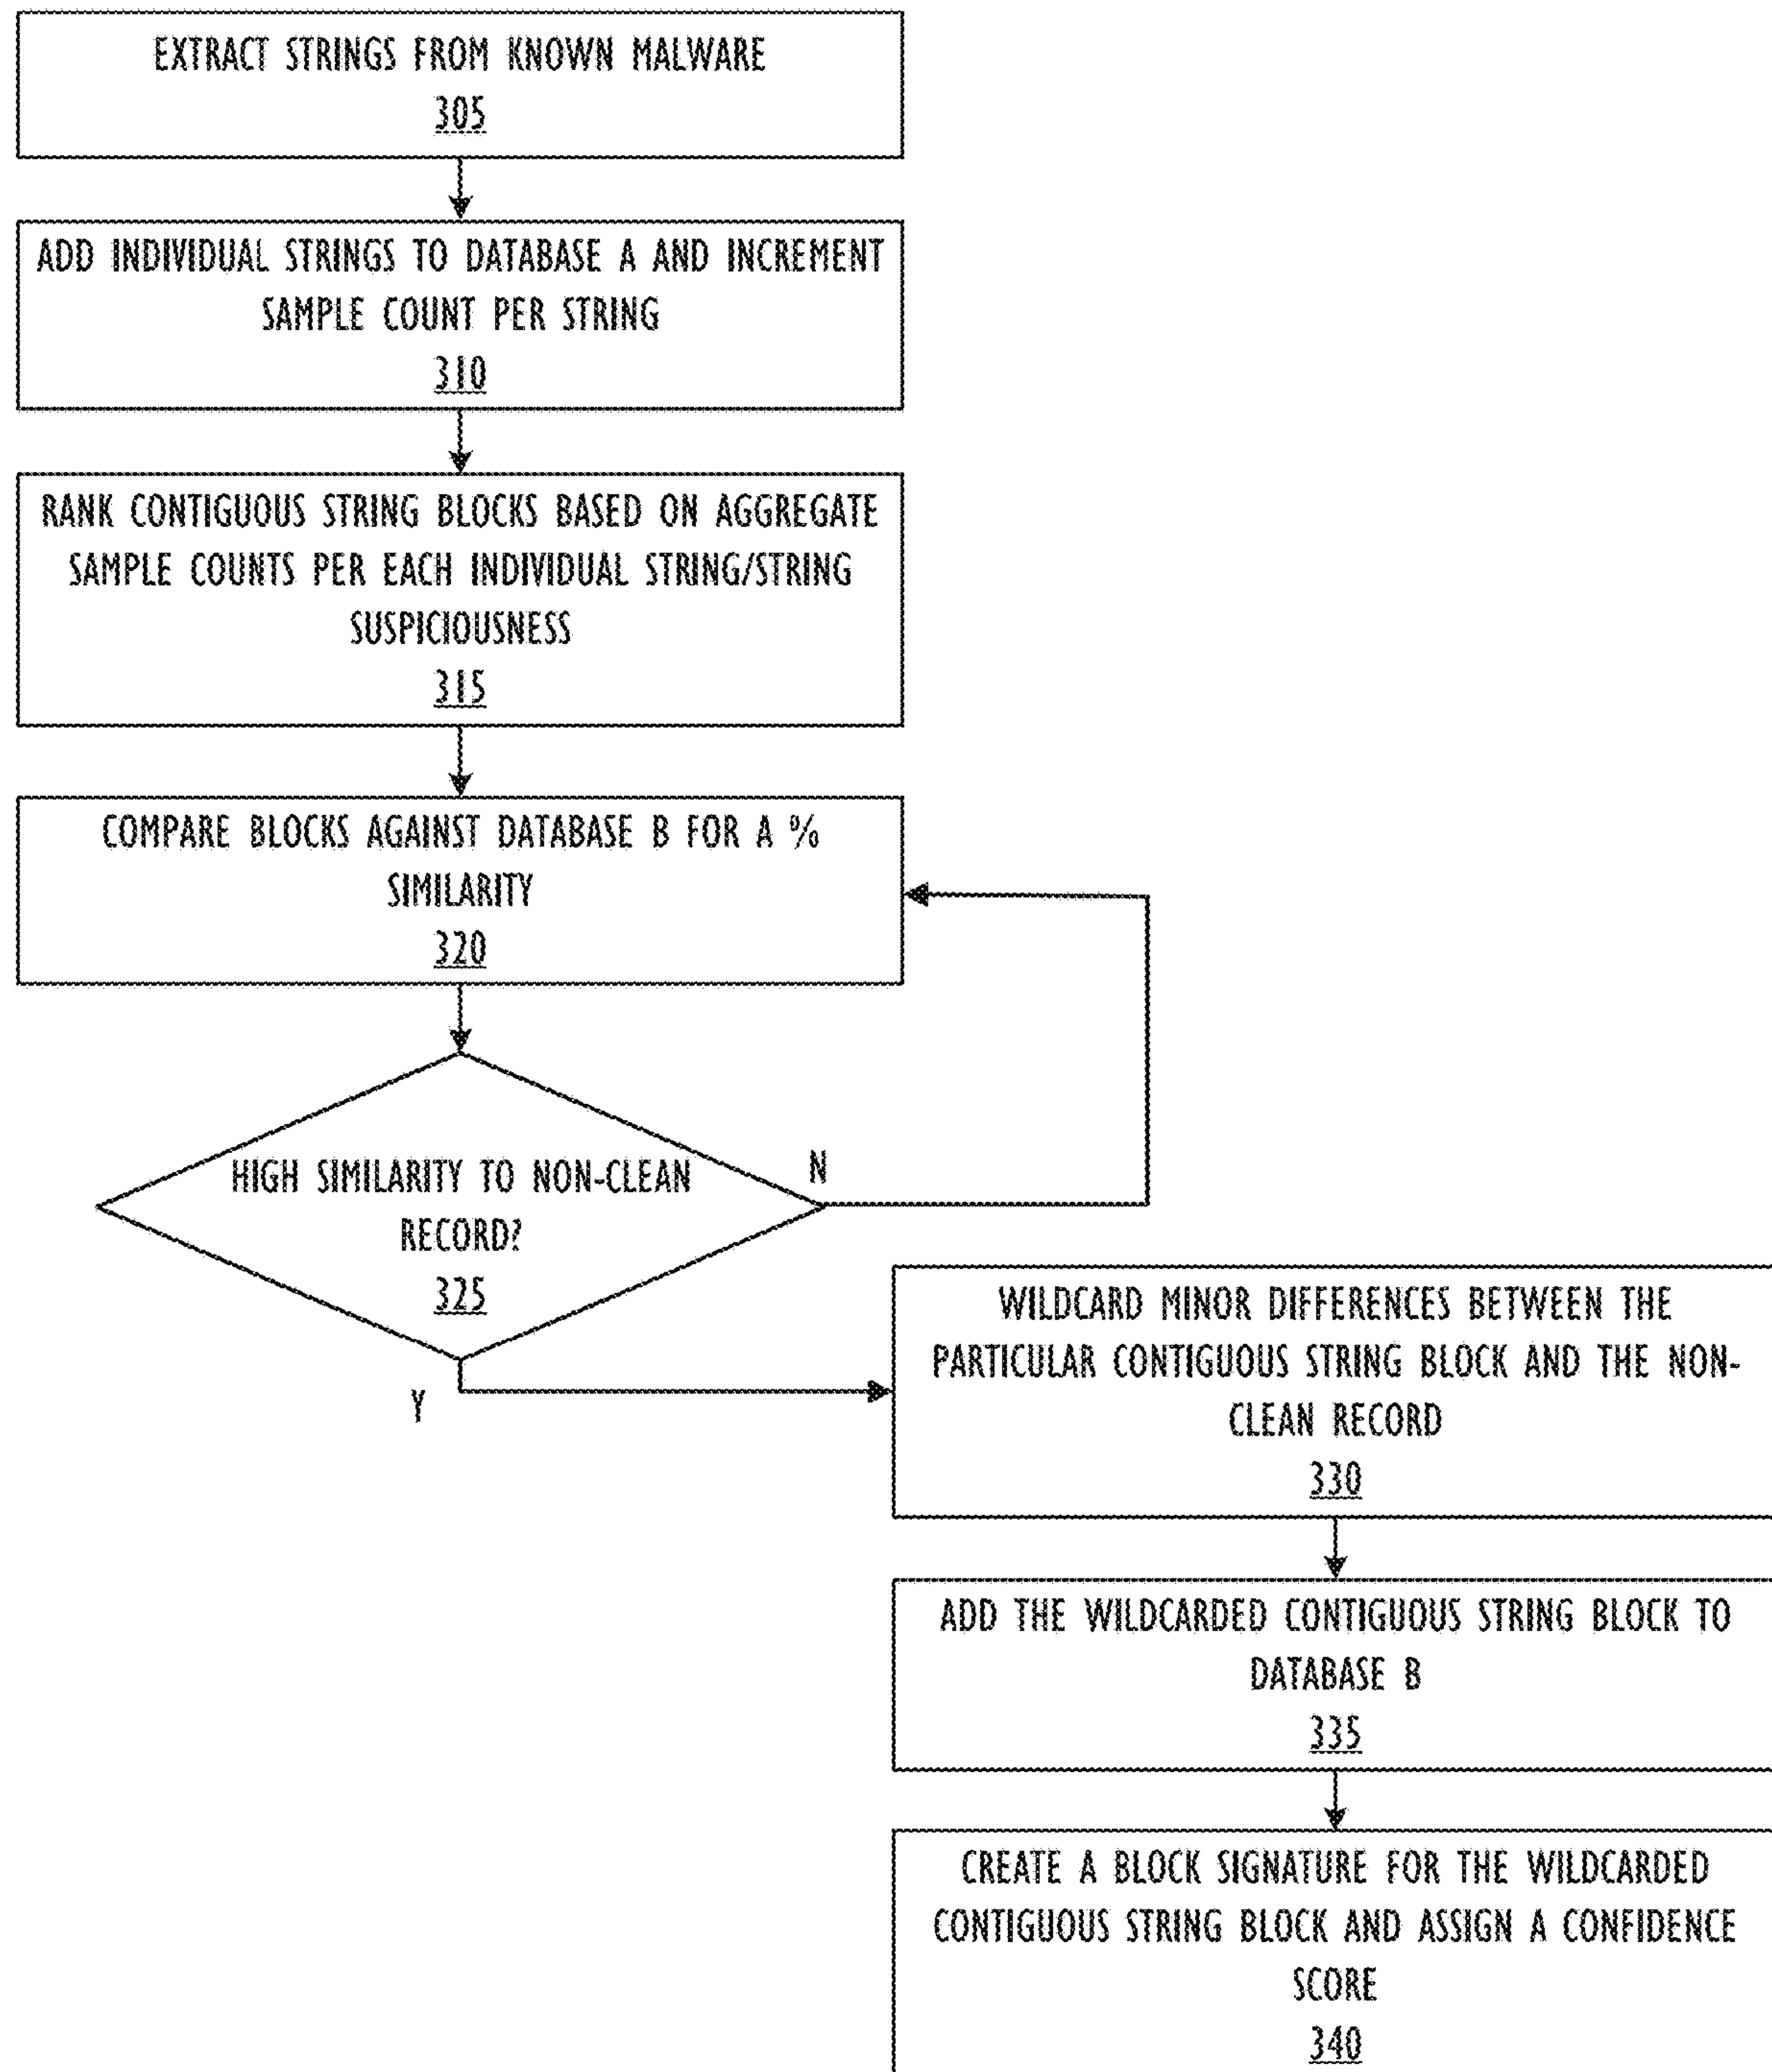 EXTRACT STRINGS FROM KNOWN MALWARE
305
ADD INDIVIDUAL STRINGS TO DATABASE A AND INCREMENT
SAMPLE COUNT PER STRING
310
RANK CONTIGUOUS STRING BLOCKS BASED ON AGGREGATE
SAMPLE COUNTS PER EACH INDIVIDUAL STRING/STRING
SUSPICIOUSNESS
315
COMPARE BLOCKS AGAINST DATABASE B FOR A %
SIMILARITY
320
HIGH SIMILARITY TO NON-CLEAN
RECORD?
325
N
Y
WILDCARD MINOR DIFFERENCES BETWEEN THE
PARTICULAR CONTIGUOUS STRING BLOCK AND THE NON-
CLEAN RECORD
330
ADD THE WILDCARDED CONTIGUOUS STRING BLOCK TO
DATABASE B
335
CREATE A BLOCK SIGNATURE FOR THE WILDCARDED
CONTIGUOUS STRING BLOCK AND ASSIGN A CONFIDENCE
SCORE
340